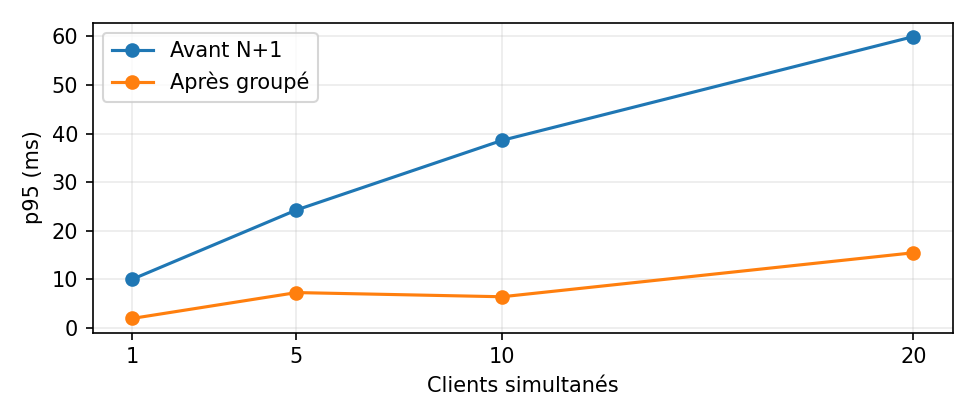 60
50
40
30
20
10
0
p95 (ms)
Avant N+1
Après groupé
1 5 10 20
Clients simultanés